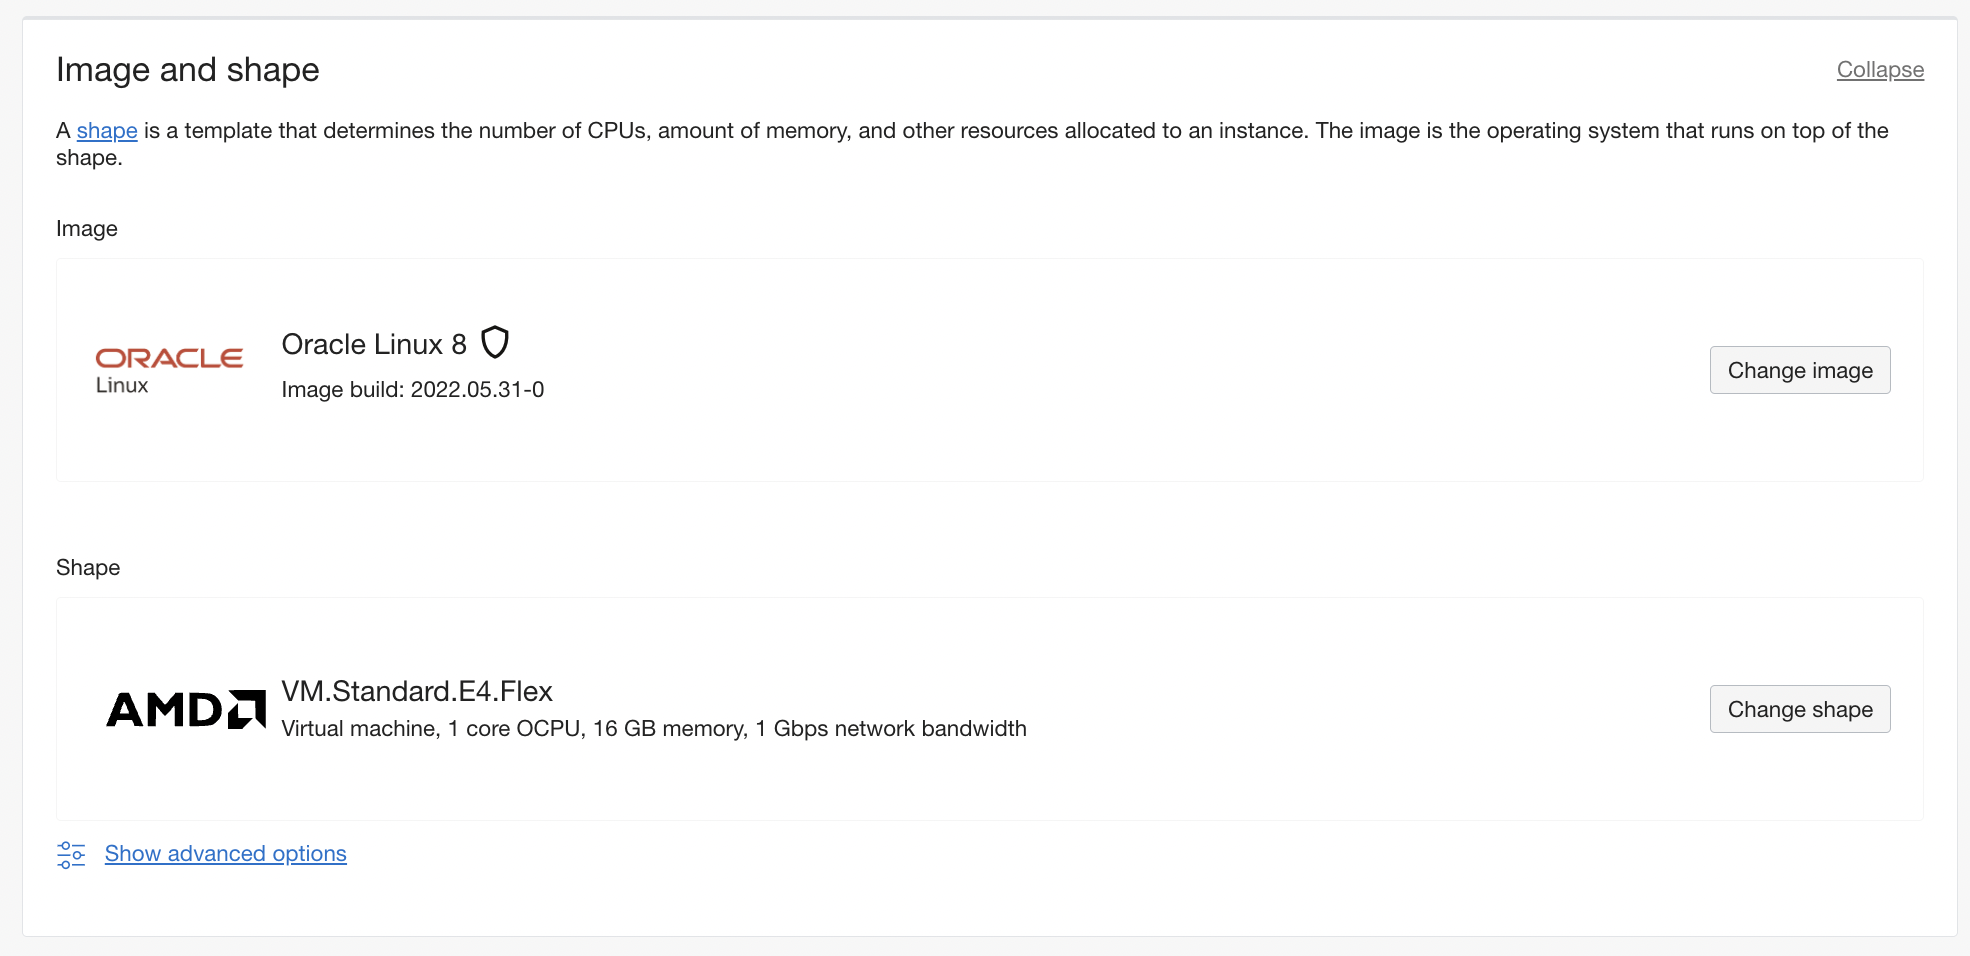 Image and shape
Collapse
A shape is a template that determines the number of CPUs, amount of memory, and other resources allocated to an instance. The image is the operating system that runs on top of the
shape.
Image
ORACLE
Linux
Oracle Linux 8
Image build: 2022.05.31-0
Change image
Shape
AMD
VM.Standard.E4.Flex
Virtual machine, 1 core OCPU, 16 GB memory, 1 Gbps network bandwidth
Change shape
Show advanced options